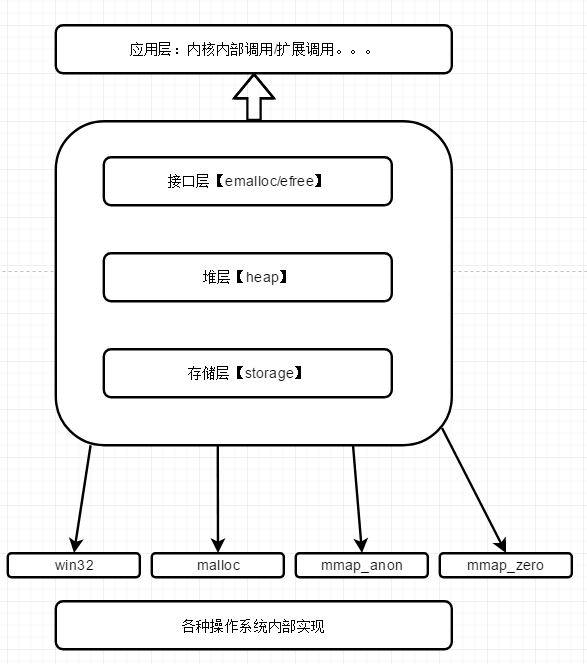 应用层：内核内部调用/扩展调用。。。
接口层【emalloc/efree】
堆层【heap】
存储层【storage】
win32
malloc
mmap_anon
mmap_zero
各种操作系统内部实现